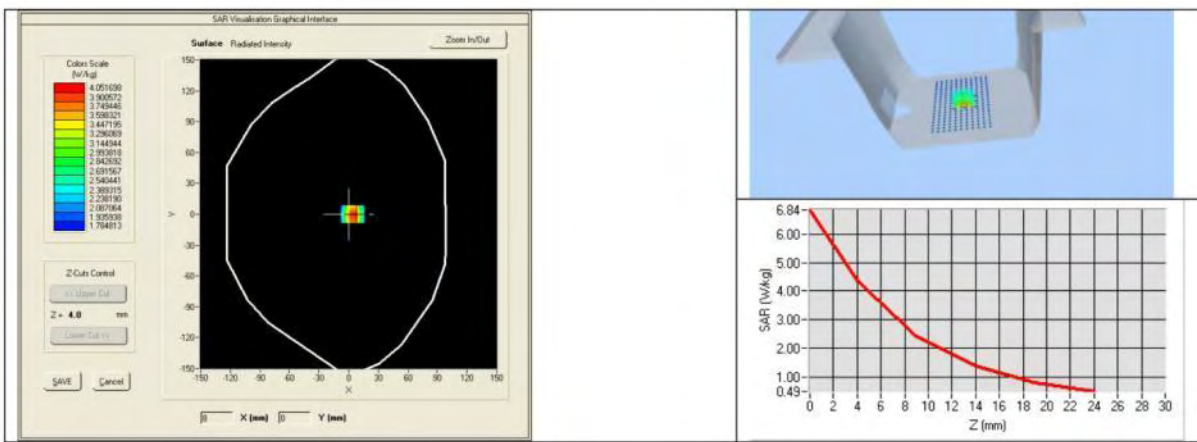 SAR Visualisation Graphical Interface
Surface Radiated Intensity
Zoom In/Out
Colors Scale
(W/kg)
4.051698
3.900572
3.749446
3.598321
3.447195
3.296069
3.144944
2.993818
2.842692
2.691567
2.540441
2.389315
2.238190
2.087064
1.935938
1.784813
Z-Cuts Control
Z = 4.0 mm
SAVE
Cancel
150
120
90
60
30
0
-30
-60
-90
-120
-150
Y
-150 -120 -90 -60 -30 0 30 60 90 120 150
X
0 X (mm) 0 Y (mm)
6.84
6.00
5.00
4.00
3.00
2.00
1.00
0.49
SAR (W/kg)
0 2 4 6 8 10 12 14 16 18 20 22 24 26 28 30
Z (mm)